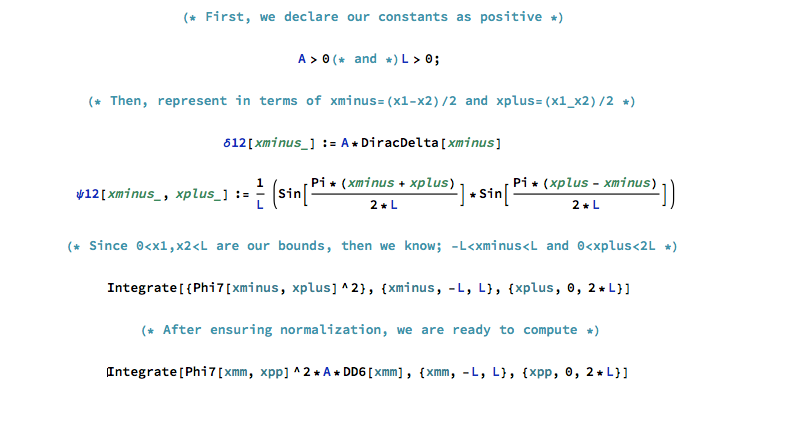 (* First, we declare our constants as positive *)
A > 0 (* and *) L > 0;
(* Then, represent in terms of xminus=(x1-x2)/2 and xplus=(x1_x2)/2 *)
δ12[xminus_] := A * DiracDelta[xminus]
ψ12[xminus_, xplus_] := 1/L (Sin[Pi * (xminus + xplus)/2 * L] * Sin[Pi * (xplus - xminus)/2 * L])
(* Since 0<x1,x2<L are our bounds, then we know; -L<xminus<L and 0<xplus<2L *)
Integrate[{Phi7[xminus, xplus]^2}, {xminus, -L, L}, {xplus, 0, 2*L}]
(* After ensuring normalization, we are ready to compute *)
Integrate[Phi7[xmm, xpp]^2*A*DD6[xmm], {xmm, -L, L}, {xpp, 0, 2*L}]